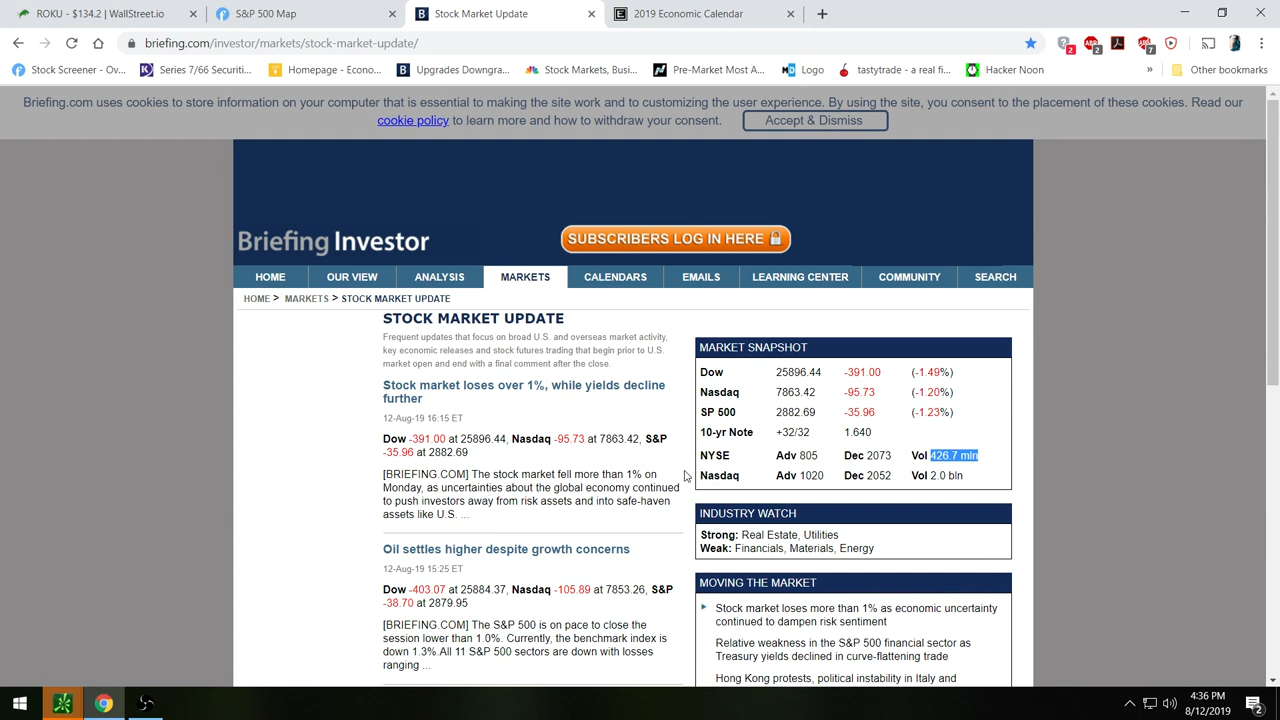 ROKU - $134.2 | WallStreet.io
S&P 500 Map
Stock Market Update
2019 Economic Calendar
briefing.com/investor/markets/stock-market-update/
2
2
7
Stock Screener - Ov...
Series 7/66 Securiti...
Homepage - Econo...
Upgrades Downgra...
Stock Markets, Busi...
Pre-Market Most A...
Logo
tastytrade - a real fi...
Hacker Noon
»
Other bookmarks
Briefing.com uses cookies to store information on your computer that is essential to making the site work and to customizing the user experience. By using the site, you consent to the placement of these cookies. Read our
cookie policy to learn more and how to withdraw your consent.
Accept & Dismiss
Briefing Investor
SUBSCRIBERS LOG IN HERE
HOME
OUR VIEW
ANALYSIS
MARKETS
CALENDARS
EMAILS
LEARNING CENTER
COMMUNITY
SEARCH
HOME > MARKETS > STOCK MARKET UPDATE
STOCK MARKET UPDATE
Frequent updates that focus on broad U.S. and overseas market activity,
key economic releases and stock futures trading that begin prior to U.S.
market open and end with a final comment after the close.
Stock market loses over 1%, while yields decline
further
12-Aug-19 16:15 ET
Dow -391.00 at 25896.44, Nasdaq -95.73 at 7863.42, S&P
-35.96 at 2882.69
[BRIEFING.COM] The stock market fell more than 1% on
Monday, as uncertainties about the global economy continued
to push investors away from risk assets and into safe-haven
assets like U.S. ...
Oil settles higher despite growth concerns
12-Aug-19 15:25 ET
Dow -403.07 at 25884.37, Nasdaq -105.89 at 7853.26, S&P
-38.70 at 2879.95
[BRIEFING.COM] The S&P 500 is on pace to close the
session lower than 1.0%. Currently, the benchmark index is
down 1.3%.All 11 S&P 500 sectors are down with losses
ranging ...
MARKET SNAPSHOT
Dow 25896.44 -391.00 (-1.49%)
Nasdaq 7863.42 -95.73 (-1.20%)
SP 500 2882.69 -35.96 (-1.23%)
10-yr Note +32/32 1.640
NYSE Adv 805 Dec 2073 Vol 426.7 mln
Nasdaq Adv 1020 Dec 2052 Vol 2.0 bln
INDUSTRY WATCH
Strong: Real Estate, Utilities
Weak: Financials, Materials, Energy
MOVING THE MARKET
Stock market loses more than 1% as economic uncertainty
continued to dampen risk sentiment
Relative weakness in the S&P 500 financial sector as
Treasury yields declined in curve-flattening trade
Hong Kong protests, political instability in Italy and
4:36 PM
8/12/2019
2